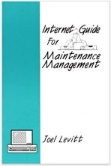 Internet Guide
For
Maintenance
Management
Joel Levitt